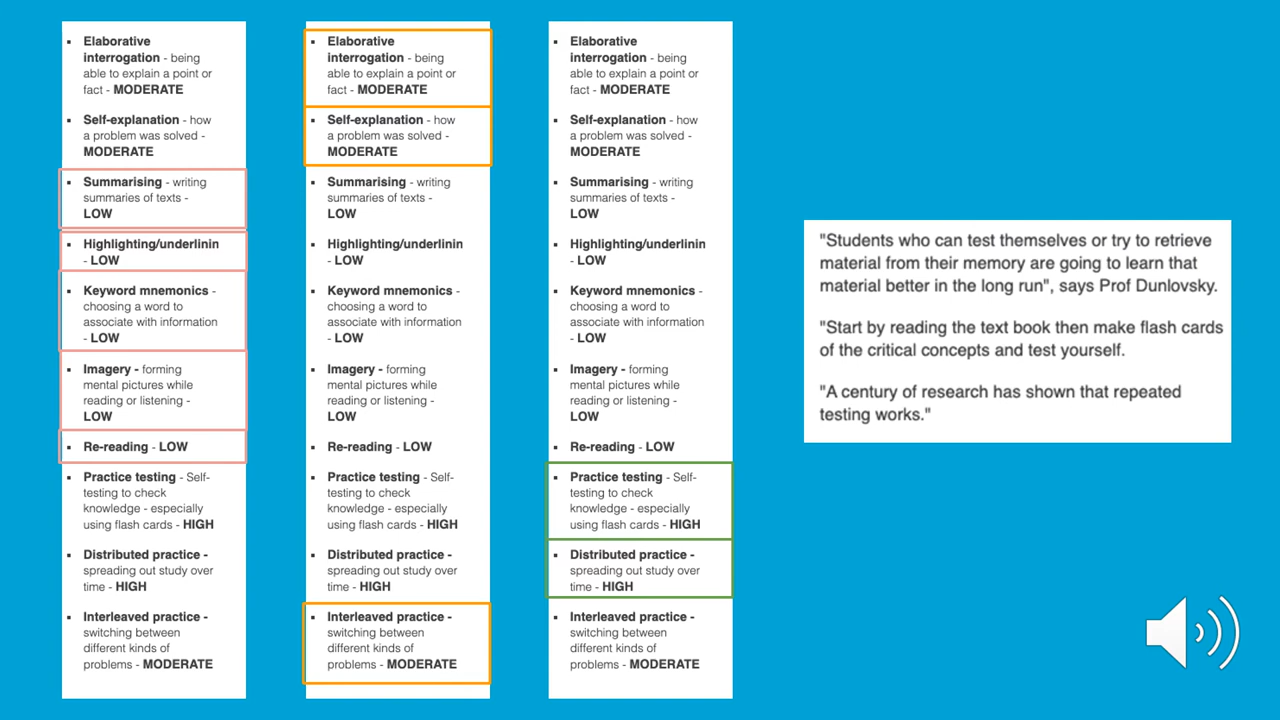 Elaborative
interrogation - being
able to explain a point or
fact - MODERATE
Self-explanation - how
a problem was solved -
MODERATE
Summarising - writing
summaries of texts -
LOW
Highlighting/underlinin
- LOW
Keyword mnemonics -
choosing a word to
associate with information
- LOW
Imagery - forming
mental pictures while
reading or listening -
LOW
Re-reading - LOW
Practice testing - Self-
testing to check
knowledge - especially
using flash cards - HIGH
Distributed practice -
spreading out study over
time - HIGH
Interleaved practice -
switching between
different kinds of
problems - MODERATE
Elaborative
interrogation - being
able to explain a point or
fact - MODERATE
Self-explanation - how
a problem was solved -
MODERATE
Summarising - writing
summaries of texts -
LOW
Highlighting/underlinin
- LOW
Keyword mnemonics -
choosing a word to
associate with information
- LOW
Imagery - forming
mental pictures while
reading or listening -
LOW
Re-reading - LOW
Practice testing - Self-
testing to check
knowledge - especially
using flash cards - HIGH
Distributed practice -
spreading out study over
time - HIGH
Interleaved practice -
switching between
different kinds of
problems - MODERATE
Elaborative
interrogation - being
able to explain a point or
fact - MODERATE
Self-explanation - how
a problem was solved -
MODERATE
Summarising - writing
summaries of texts -
LOW
Highlighting/underlinin
- LOW
Keyword mnemonics -
choosing a word to
associate with information
- LOW
Imagery - forming
mental pictures while
reading or listening -
LOW
Re-reading - LOW
Practice testing - Self-
testing to check
knowledge - especially
using flash cards - HIGH
Distributed practice -
spreading out study over
time - HIGH
Interleaved practice -
switching between
different kinds of
problems - MODERATE
"Students who can test themselves or try to retrieve
material from their memory are going to learn that
material better in the long run", says Prof Dunlovsky.
"Start by reading the text book then make flash cards
of the critical concepts and test yourself.
"A century of research has shown that repeated
testing works."